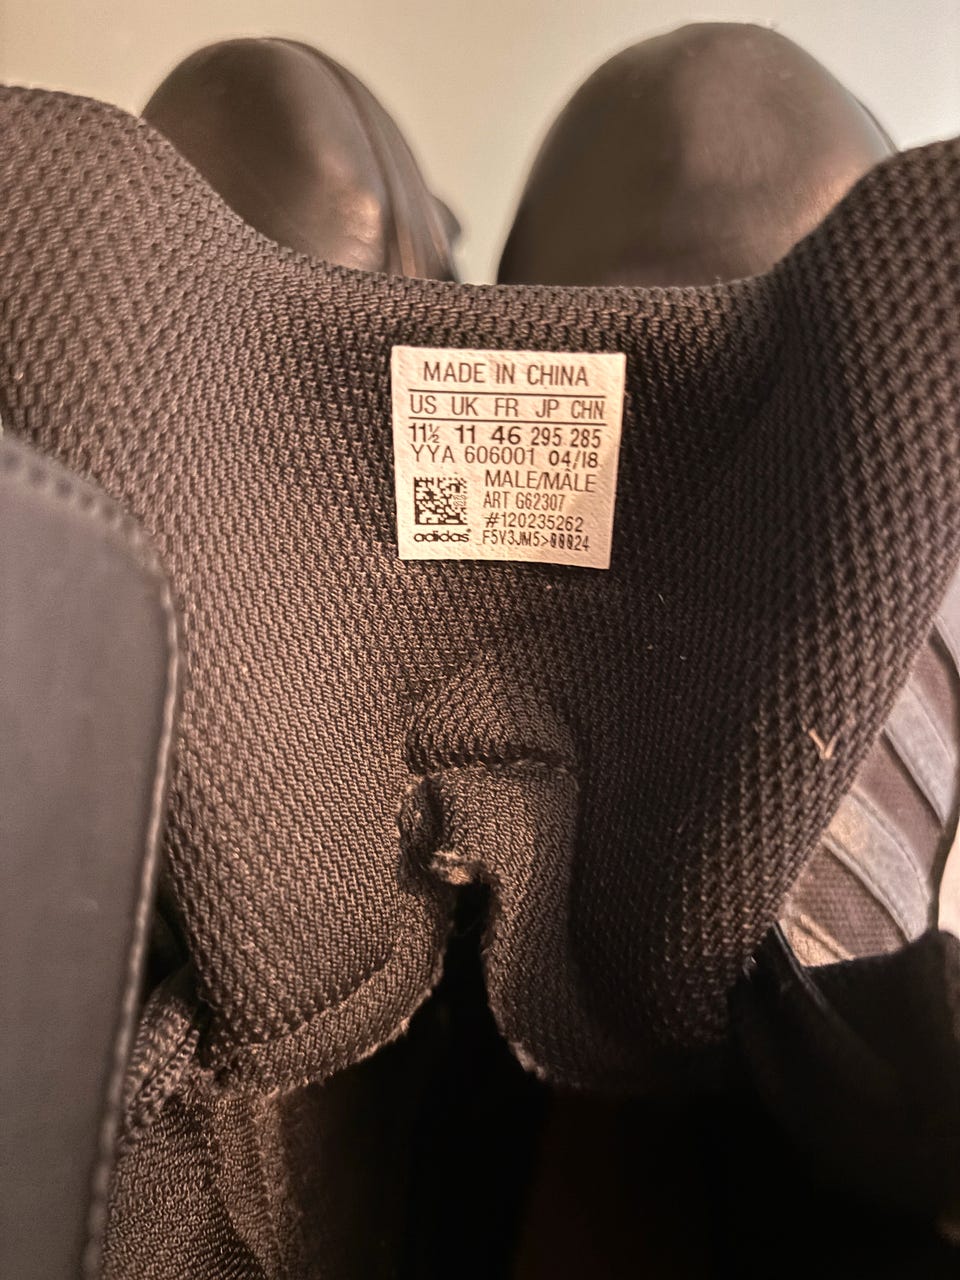 MADE IN CHINA
US UK FR JP CHN
11½ 11 46 295 285
YYA 606001 04/18
MALE/MÂLE
ART G62307
#120235262
adidas® F5V3JM5>00024